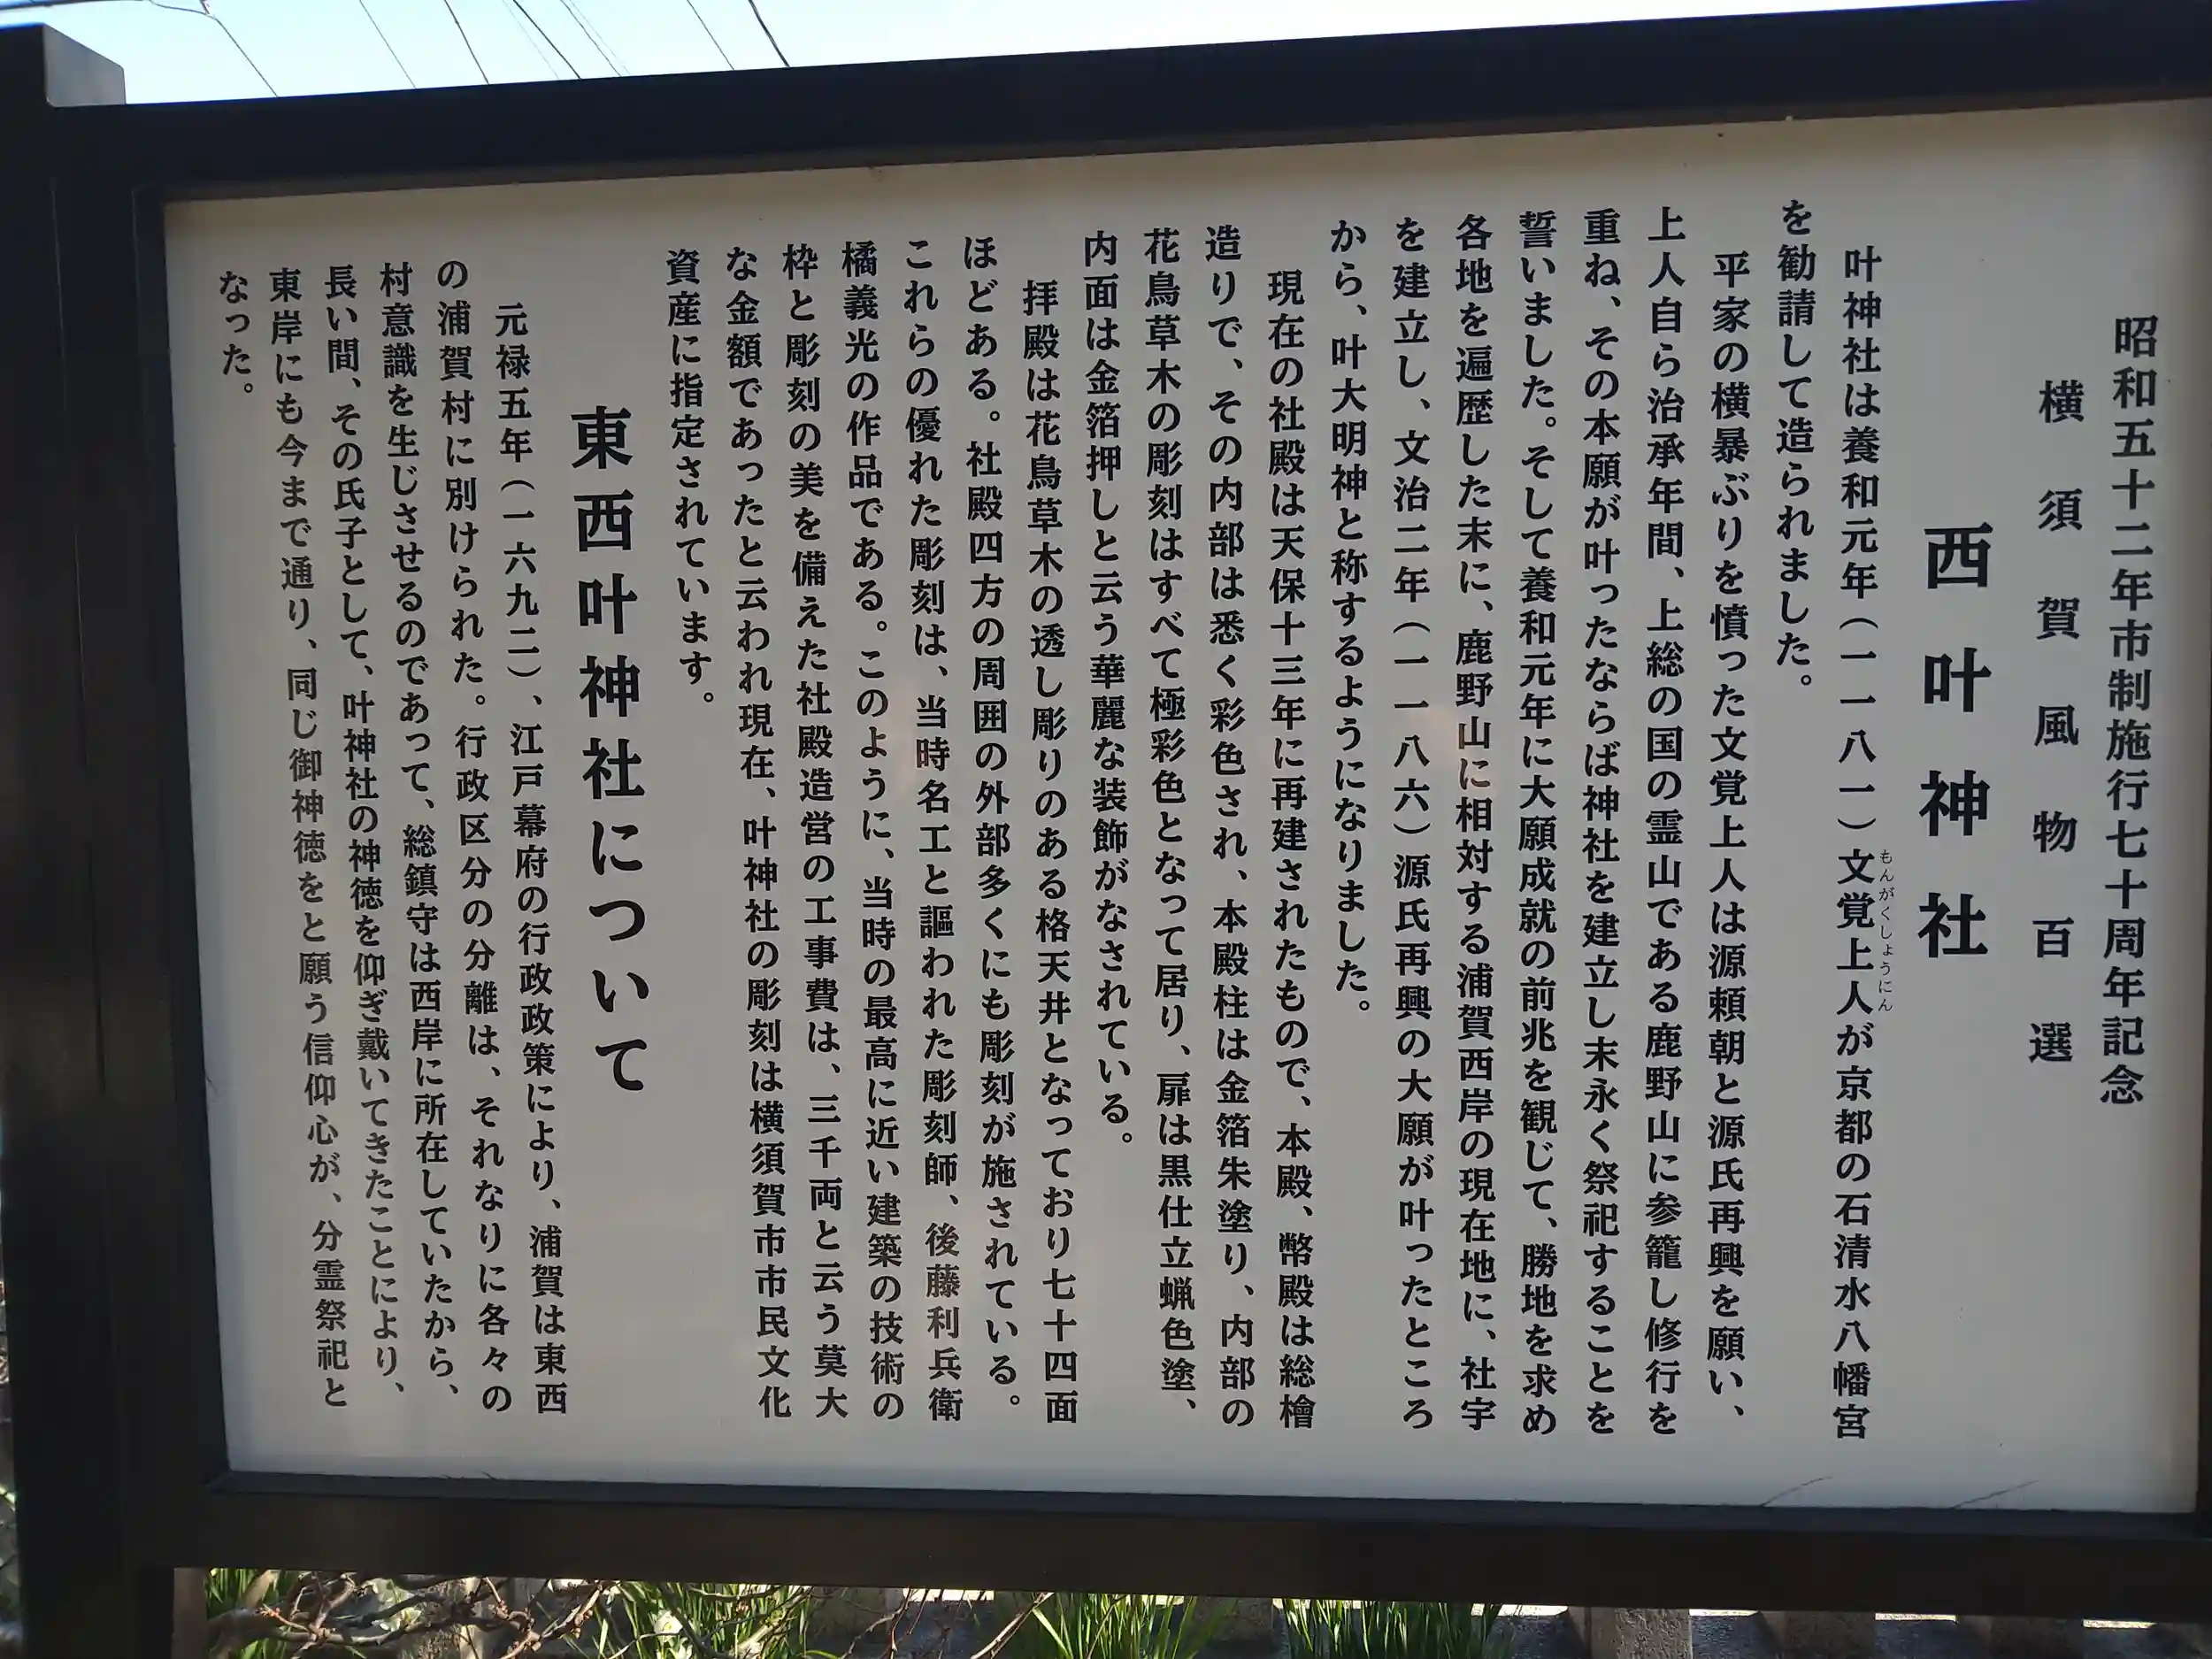 昭和五十二年市制施行七十周年記念
横須賀風物百選
西叶神社
叶神社は養和元年（一一八一）文覚上人が京都の石清水八幡宮
もんがくしょうにん
を勧請して造られました。
平家の横暴ぶりを憤った文覚上人は源頼朝と源氏再興を願い、
上人自ら治承年間、上総の国の霊山である鹿野山に参籠し修行を
重ね、その本願が叶ったならば神社を建立し末永く祭祀することを
誓いました。そして養和元年に大願成就の前兆を観じて、勝地を求め
各地を遍歴した末に、鹿野山に相対する浦賀西岸の現在地に、社宇
を建立し、文治二年（一一八六）源氏再興の大願が叶ったところ
から、叶大明神と称するようになりました。
現在の社殿は天保十三年に再建されたもので、本殿、幣殿は総檜
造りで、その内部は悉く彩色され、本殿柱は金箔朱塗り、内部の
花鳥草木の彫刻はすべて極彩色となって居り、扉は黒仕立蝋色塗、
内面は金箔押しと云う華麗な装飾がなされている。
拝殿は花鳥草木の透し彫りのある格天井となっており七十四面
ほどある。社殿四方の周囲の外部多くにも彫刻が施されている。
これらの優れた彫刻は、当時名工と謳われた彫刻師、後藤利兵衛
橘義光の作品である。このように、当時の最高に近い建築の技術の
枠と彫刻の美を備えた社殿造営の工事費は、三千両と云う莫大
な金額であったと云われ現在、叶神社の彫刻は横須賀市市民文化
資産に指定されています。
東西叶神社について
元禄五年（一六九二）、江戸幕府の行政政策により、浦賀は東西
の浦賀村に別けられた。行政区分の分離は、それなりに各々の
村意識を生じさせるのであって、総鎮守は西岸に所在していたから、
長い間、その氏子として、叶神社の神徳を仰ぎ戴いてきたことにより、
東岸にも今まで通り、同じ御神徳をと願う信仰心が、分霊祭祀と
なった。